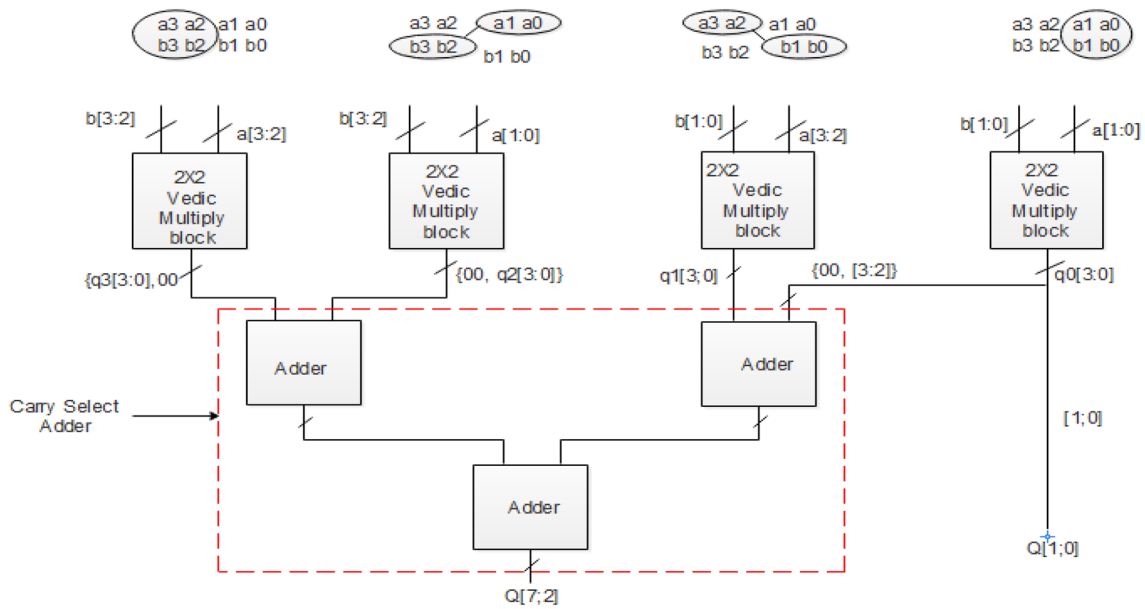 a3 a2 a1 a0
b3 b2 b1 b0
a3 a2 a1 a0
b3 b2 b1 b0
a3 a2 a1 a0
b3 b2 b1 b0
a3 a2 a1 a0
b3 b2 b1 b0
b[3:2] a[3:2]
b[3:2] a[1:0]
b[1:0] a[3:2]
b[1:0] a[1:0]
2X2
Vedic
Multiply
block
2X2
Vedic
Multiply
block
2X2
Vedic
Multiply
block
2X2
Vedic
Multiply
block
{q3[3:0],00
{00, q2[3:0]}
q1[3;0]
{00, [3:2]}
q0[3:0]
Adder
Adder
Carry Select
Adder
[1;0]
Adder
Q[1;0]
Q[7;2]